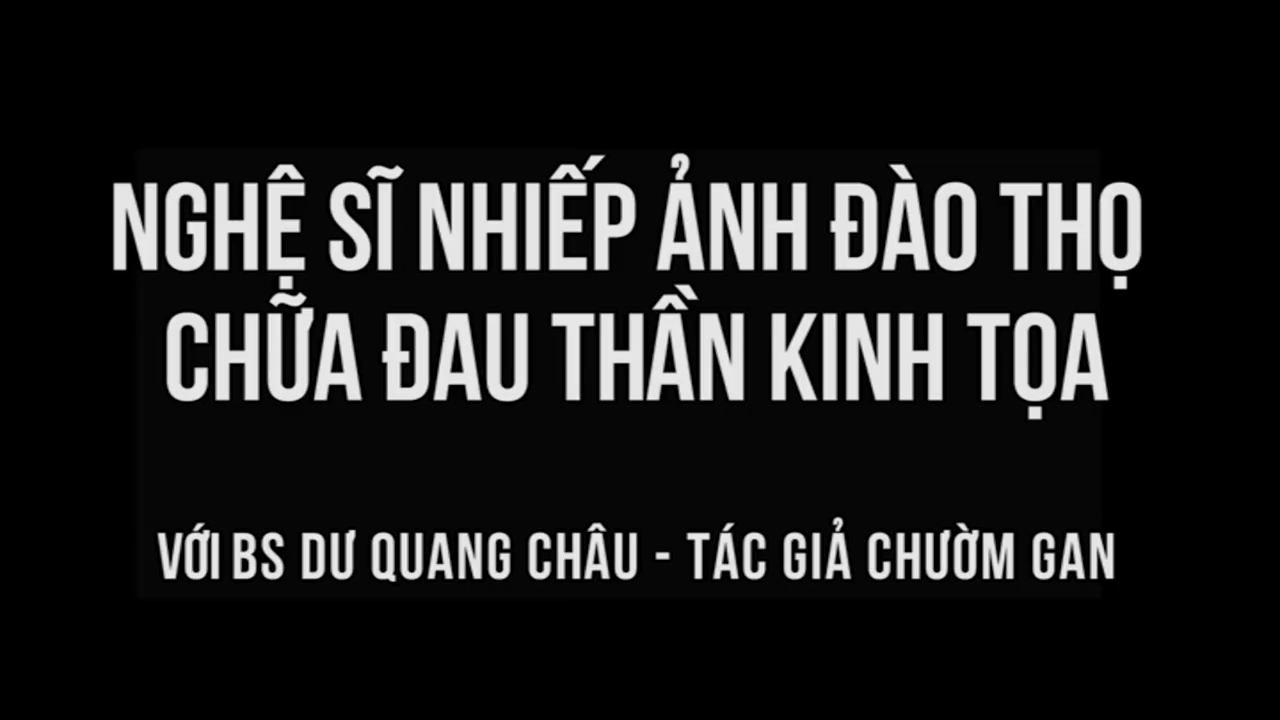 NGHỆ SĨ NHIẾP ẢNH ĐÀO THỌ
CHỮA ĐAU THẦN KINH TỌA
VỚI BS DƯ QUANG CHÂU - TÁC GIẢ CHƯỜM GAN